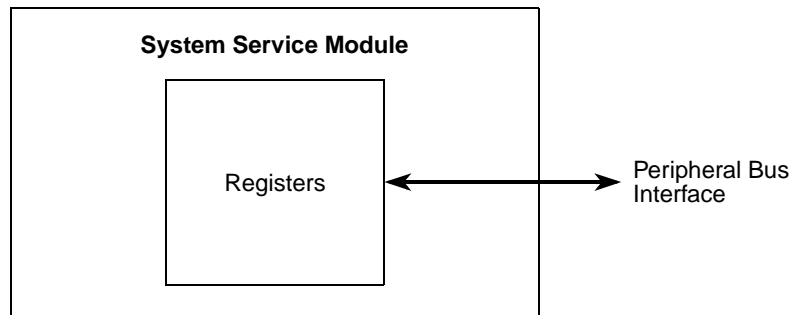 System Service Module
Registers
Peripheral Bus
Interface